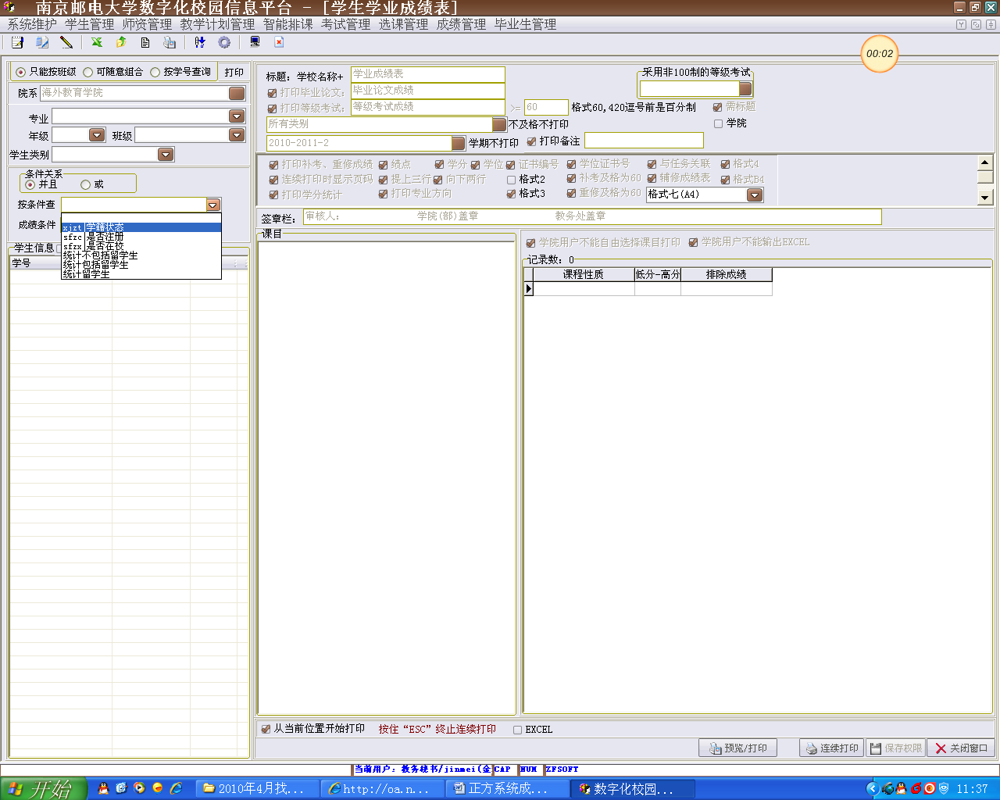 南京邮电大学数字化校园信息平台 - [学生学业成绩表]
系统维护 学生管理 师资管理 教学计划管理 智能排课 考试管理 选课管理 成绩管理 毕业生管理
00:02
只能按班级 可随意组合 按学号查询 打印
院系 海外教育学院
专业
年级 班级
学生类别
条件关系
并且 或
按条件查
成绩条件
xjzt|学籍状态
sfzc|是否注册
sfzx|是否在校
统计不包括留学生
统计包括留学生
统计留学生
学生信息
学号
标题: 学校名称+ 学业成绩表
打印毕业论文: 毕业论文成绩
打印等级考试: 等级考试成绩 >= 60 格式60,420逗号前是百分制
采用非100制的等级考试
需标题
所有类别 不及格不打印
学院
2010-2011-2 学期不打印 打印备注
打印补考、重修成绩 绩点 学分 学位 证书编号 学位证书号 与任务关联 格式4
连续打印时显示页码 提上三行 向下两行 格式2 补考及格为60 辅修成绩表 格式B4
打印学分统计 打印专业方向 格式3 重修及格为60 格式七(A4)
签章栏: 审核人: 学院(部)盖章 教务处盖章
课目
学院用户不能自由选择课目打印 学院用户不能输出EXCEL
记录数: 0
课程性质 低分-高分 排除成绩
从当前位置开始打印 按住“ESC”终止连续打印 EXCEL
预览/打印 连续打印 保存权限 关闭窗口
当前用户: 教务秘书/jinmei(金 CAP NUM ZFSOFT
开始 2010年4月找... http://oa.n... 正方系统成... 数字化校园... 11:37